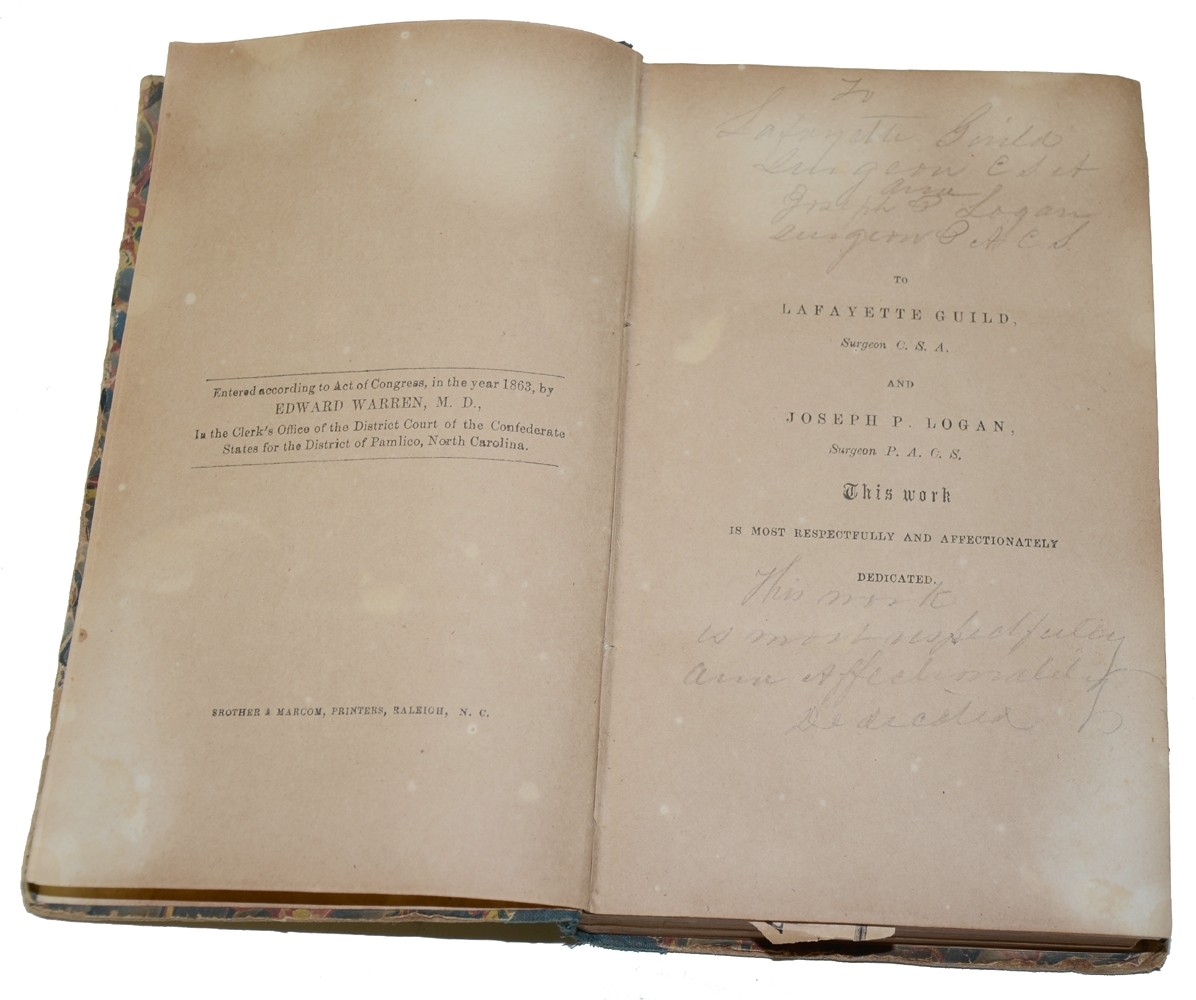 Entered according to Act of Congress, in the year 1863, by
EDWARD WARREN, M. D.,
In the Clerk's Office of the District Court of the Confederate
States for the District of Pamlico, North Carolina.
BROTHER & MARCOM, PRINTERS, RALEIGH, N. C.
To
Lafayette Guild
Surgeon C S A
and
Joseph P Logan
Surgeon P A C S.
TO
LAFAYETTE GUILD,
Surgeon C. S. A.
AND
JOSEPH P. LOGAN,
Surgeon P. A. C. S.
This work
IS MOST RESPECTFULLY AND AFFECTIONATELY
DEDICATED.
This work
is most respectfully
and Affectionately
Dedicated